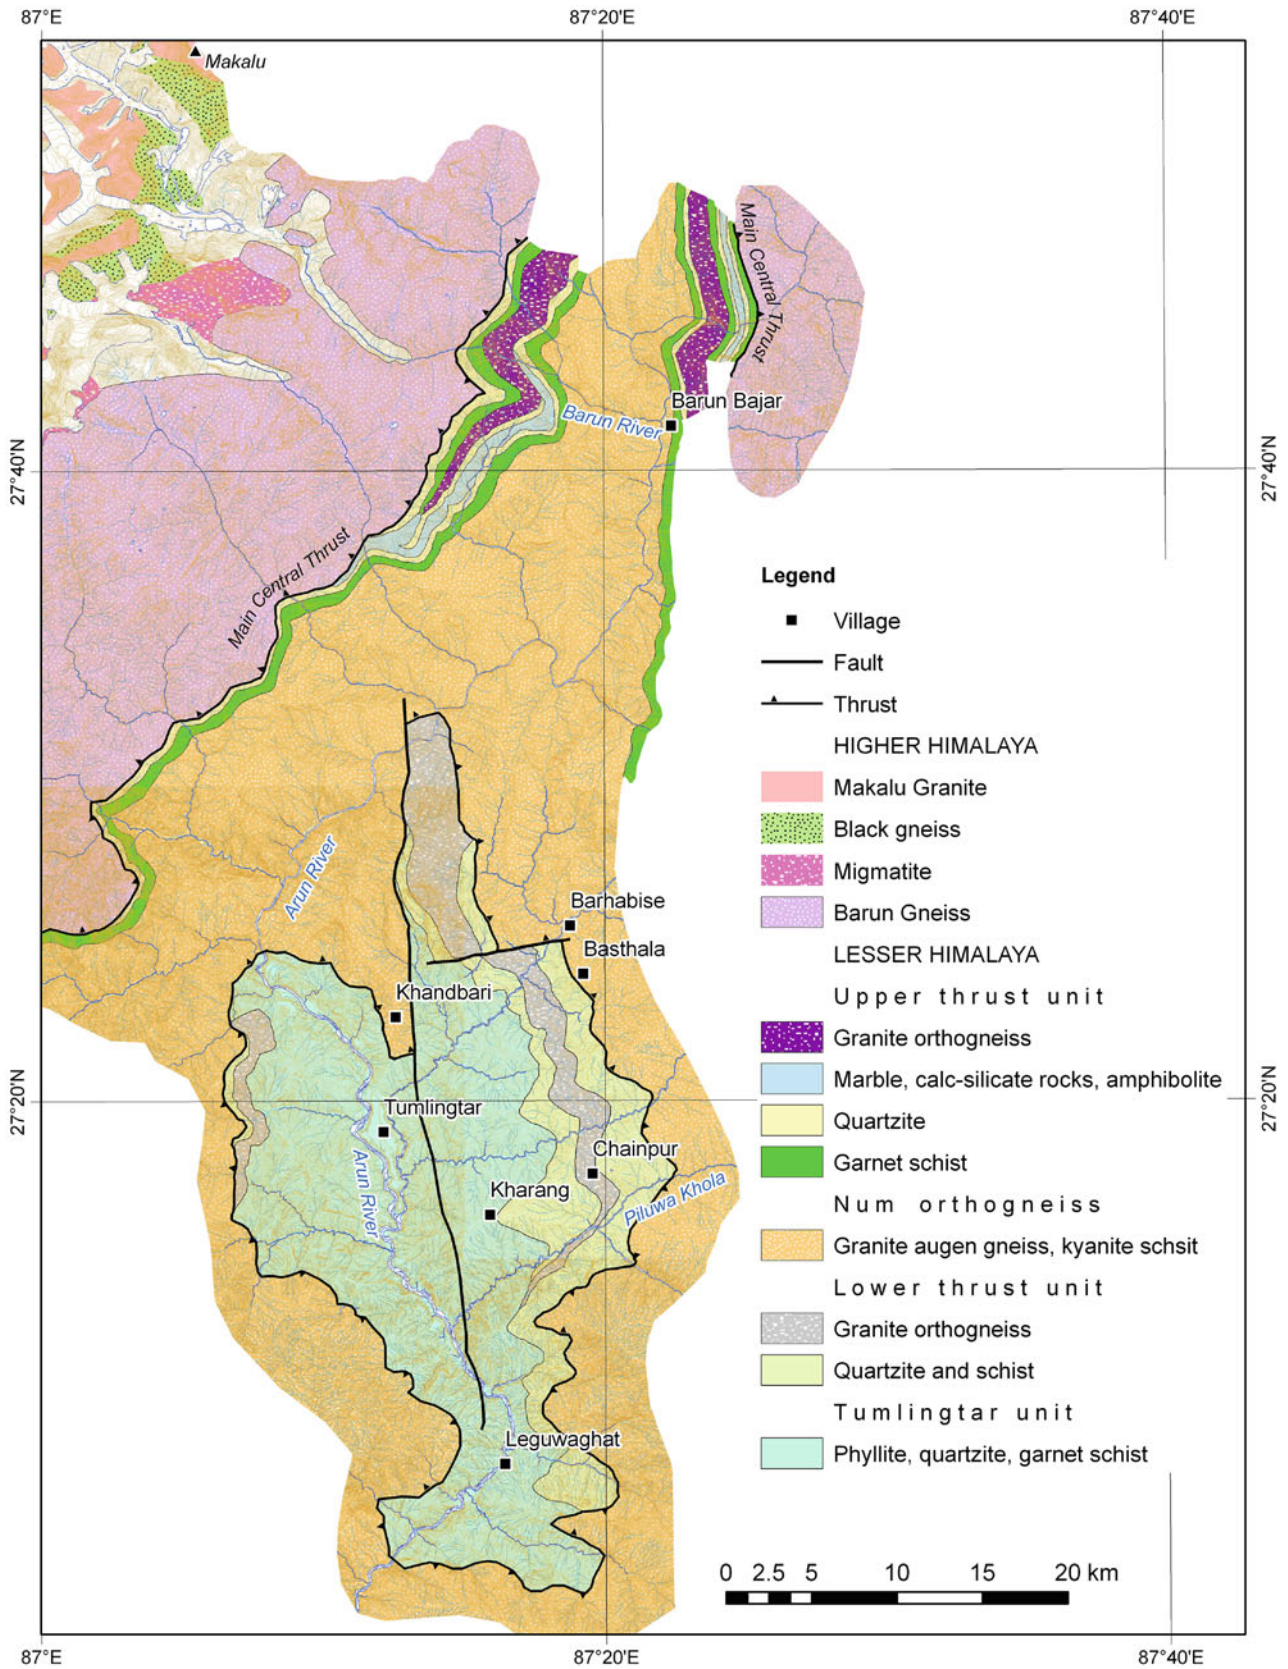 87°E
87°20'E
87°40'E
Makalu
Main Central Thrust
Barun Bajar
Barun River
27°40'N
27°40'N
Main Central Thrust
Legend
Village
Fault
Thrust
HIGHER HIMALAYA
Makalu Granite
Black gneiss
Migmatite
Barun Gneiss
LESSER HIMALAYA
Upper thrust unit
Granite orthogneiss
Marble, calc-silicate rocks, amphibolite
Quartzite
Garnet schist
Num orthogneiss
Granite augen gneiss, kyanite schsit
Lower thrust unit
Granite orthogneiss
Quartzite and schist
Tumlingtar unit
Phyllite, quartzite, garnet schist
Arun River
Barhabise
Basthala
Khandbari
27°20'N
27°20'N
Tumlingtar
Chainpur
Arun River
Kharang
Piluwa Khola
Leguwaghat
0 2.5 5 10 15 20 km
87°E
87°20'E
87°40'E